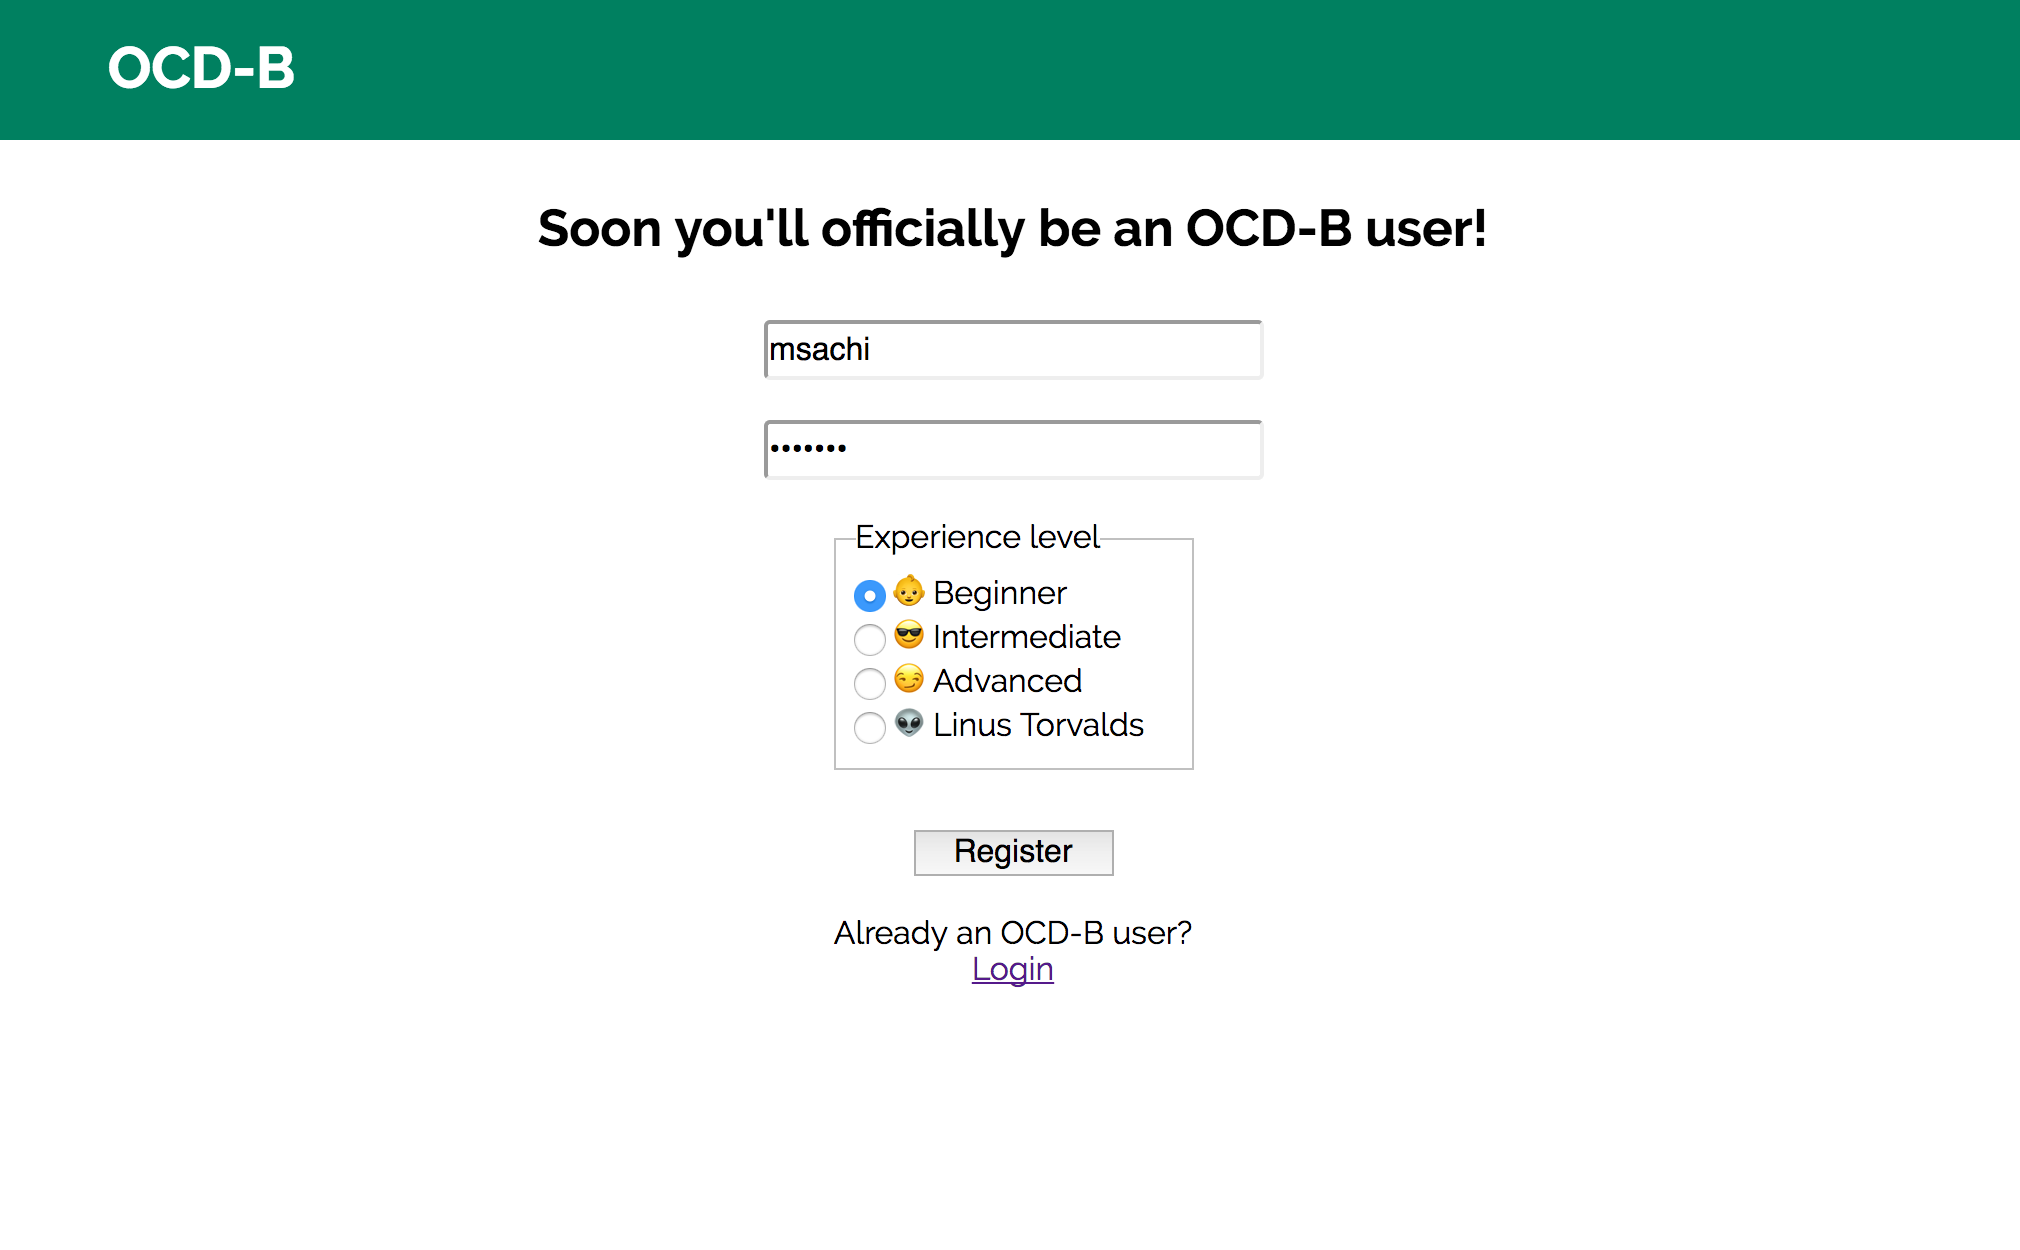 OCD-B
Soon you'll officially be an OCD-B user!
msachi
•••••••
Experience level
👶 Beginner
😎 Intermediate
😏 Advanced
👽 Linus Torvalds
Register
Already an OCD-B user?
Login